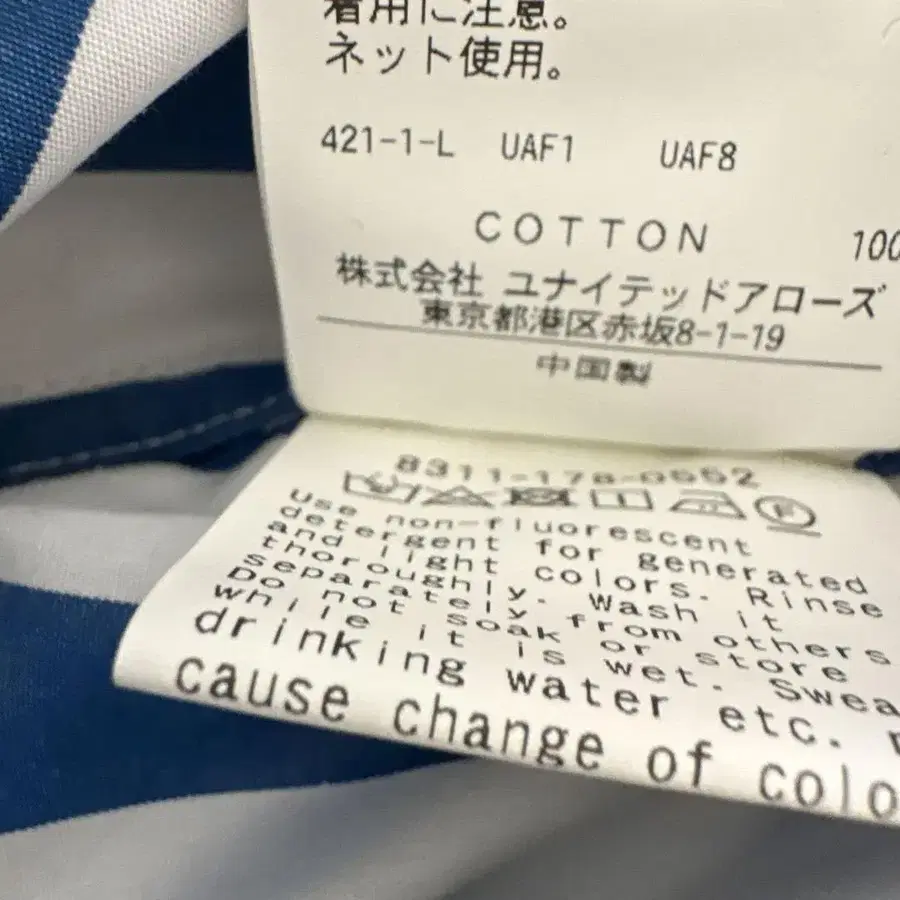 着用に注意。
ネット使用。
421-1-L UAF1 UAF8
COTTON 100
株式会社 ユナイテッドアローズ
東京都港区赤坂8-1-19
中国製
8311-178-0552
F
Use non-fluorescent
detergent for generated
and light colors. Rinse
thoroughly. Wash it
separately from others
Do not soak or store
while it is wet. Swea
drinking water etc.
cause change of colo